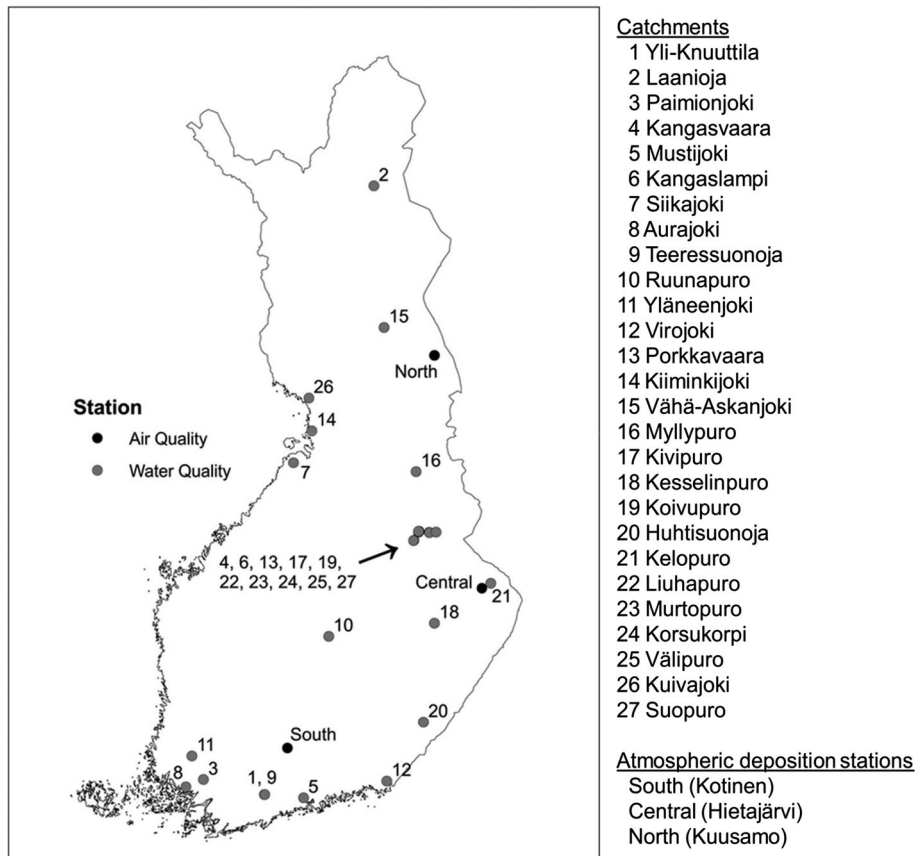 2
15
North
26
Station
14
Air Quality
Water Quality
7
16
4, 6, 13, 17, 19,
22, 23, 24, 25, 27
Central
21
18
10
20
South
11
8
3
1, 9
5
12
Catchments
1 Yli-Knuuttila
2 Laanioja
3 Paimionjoki
4 Kangasvaara
5 Mustijoki
6 Kangaslampi
7 Siikajoki
8 Aurajoki
9 Teeressuonoja
10 Ruunapuro
11 Yläneenjoki
12 Virojoki
13 Porkkavaara
14 Kiiminkijoki
15 Vähä-Askanjoki
16 Myllypuro
17 Kivipuro
18 Kesselinpuro
19 Koivupuro
20 Huhtisuonoja
21 Kelopuro
22 Liuhapuro
23 Murtopuro
24 Korsukorpi
25 Välipuro
26 Kuivajoki
27 Suopuro
Atmospheric deposition stations
South (Kotinen)
Central (Hietajärvi)
North (Kuusamo)